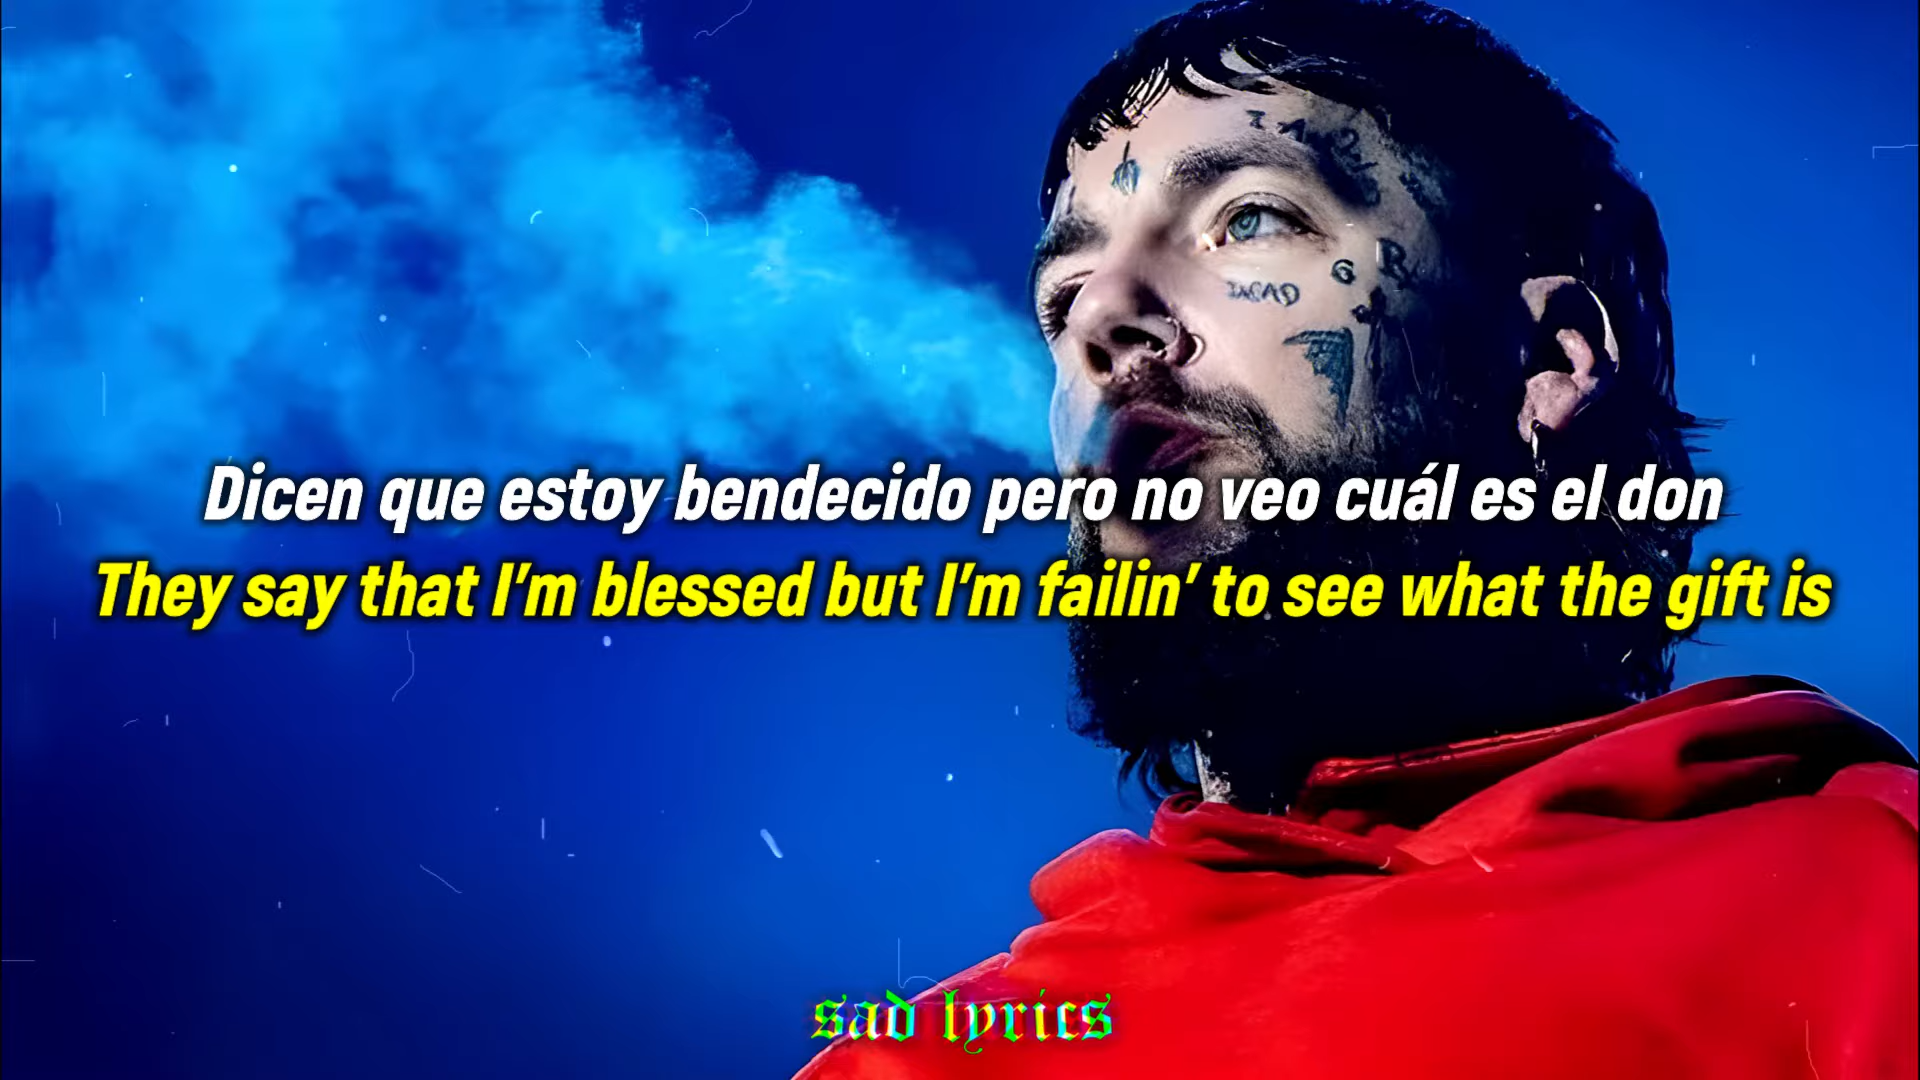 Dicen que estoy bendecido pero no veo cuál es el don
They say that I’m blessed but I’m failin’ to see what the gift is
sad lyrics